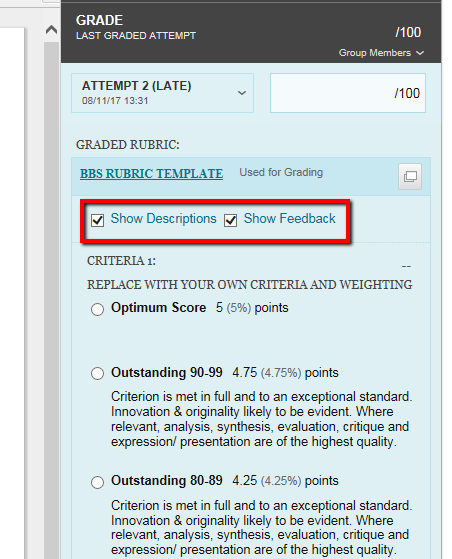 GRADE
LAST GRADED ATTEMPT
/100
Group Members
ATTEMPT 2 (LATE)
08/11/17 13:31
/100
GRADED RUBRIC:
BBS RUBRIC TEMPLATE Used for Grading
Show Descriptions Show Feedback
CRITERIA 1: --
REPLACE WITH YOUR OWN CRITERIA AND WEIGHTING
Optimum Score 5 (5%) points
Outstanding 90-99 4.75 (4.75%) points
Criterion is met in full and to an exceptional standard.
Innovation & originality likely to be evident. Where
relevant, analysis, synthesis, evaluation, critique and
expression/ presentation are of the highest quality.
Outstanding 80-89 4.25 (4.25%) points
Criterion is met in full and to an exceptional standard.
Innovation & originality likely to be evident. Where
relevant, analysis, synthesis, evaluation, critique and
expression/ presentation are of the highest quality.